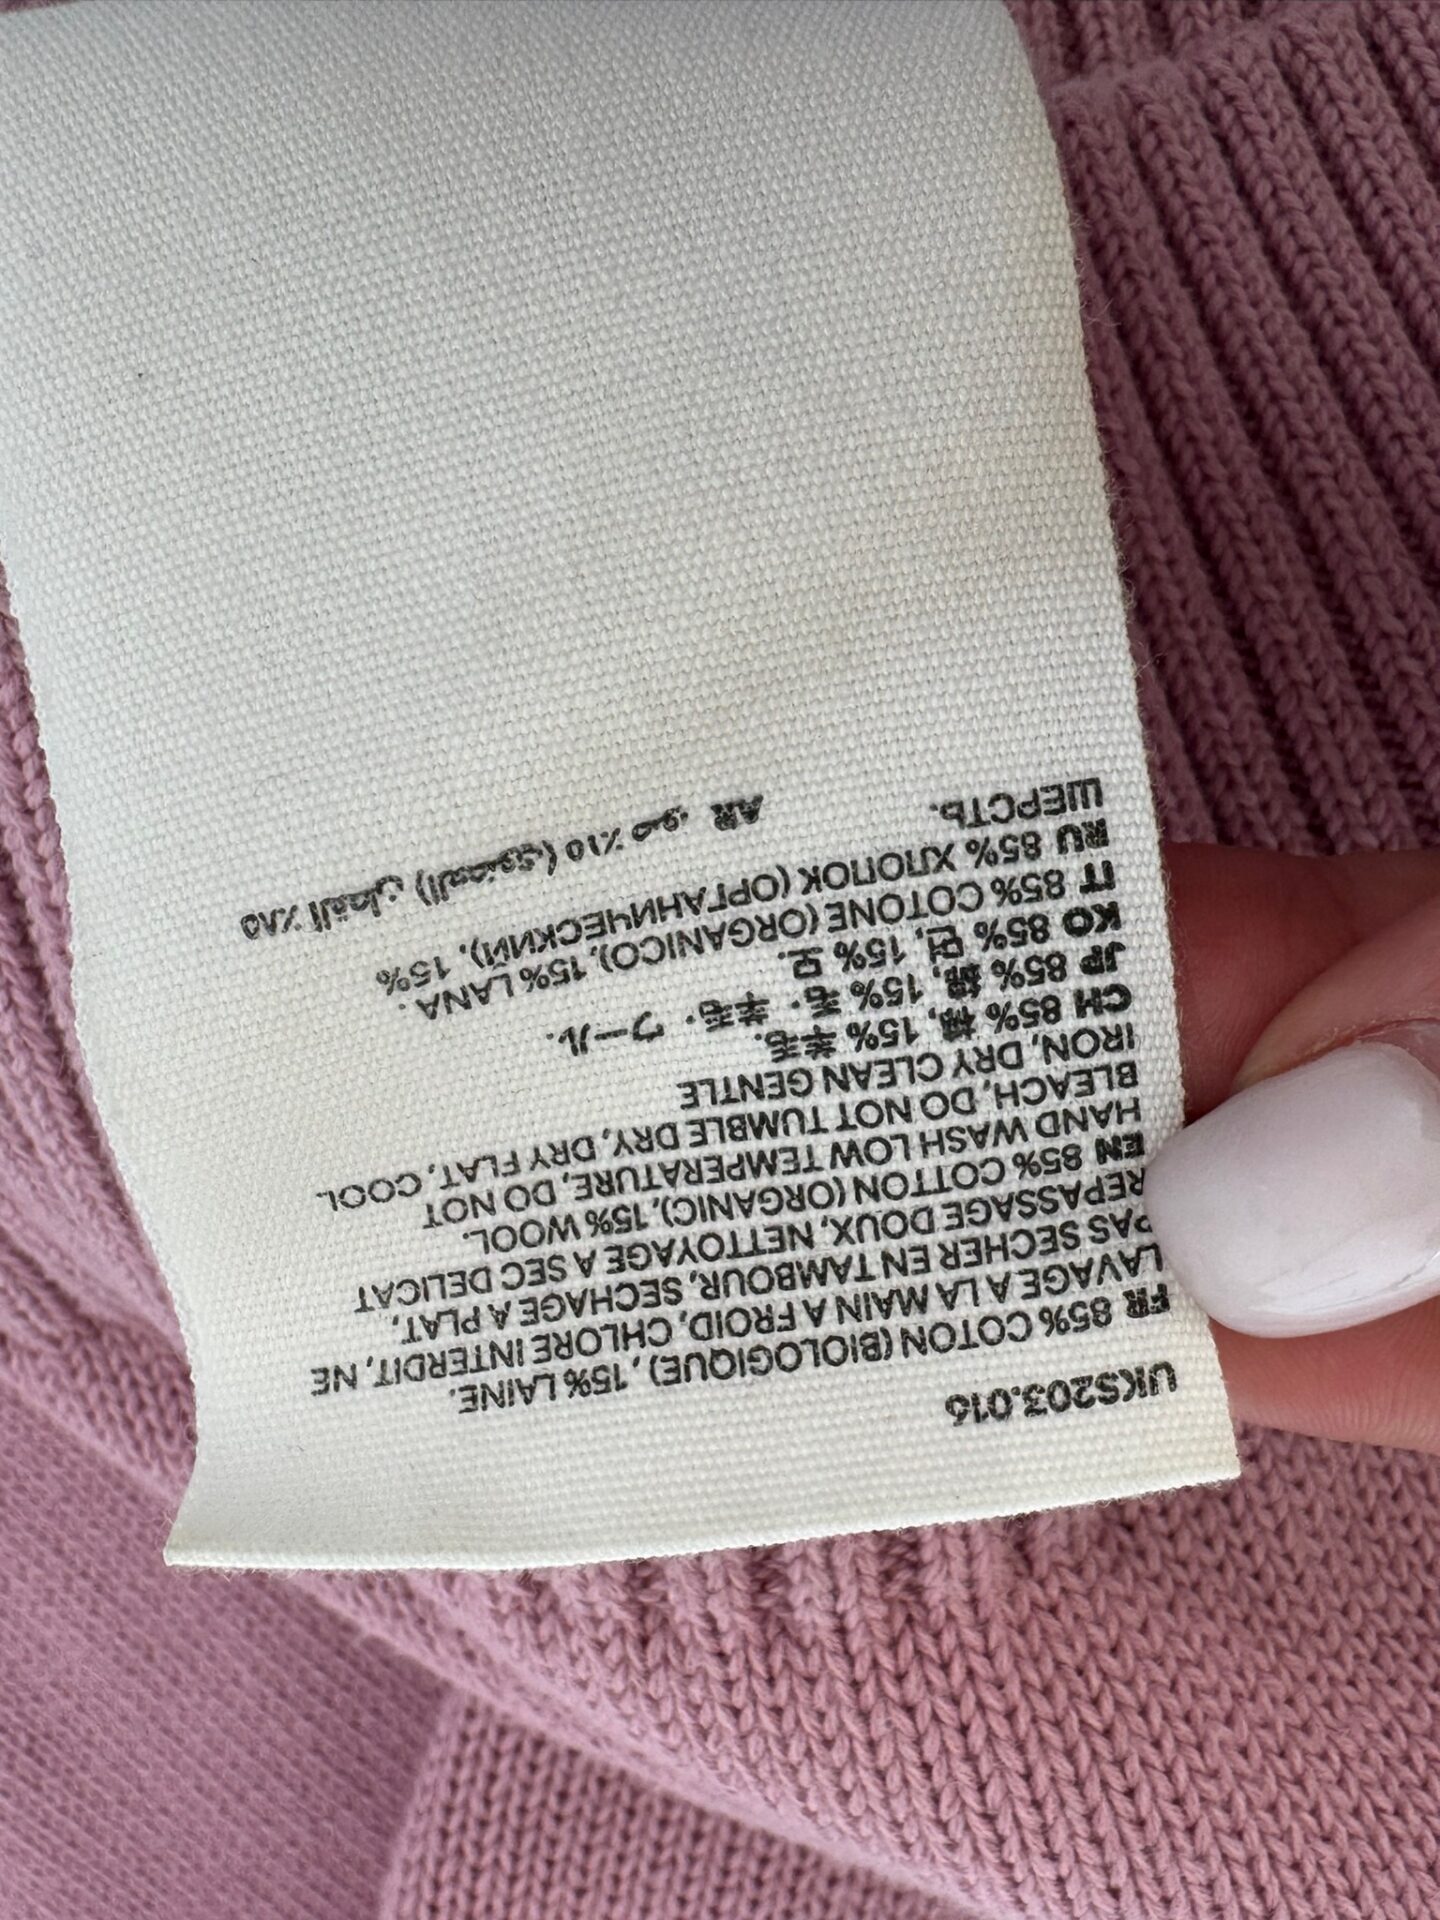 UKS203.016
FR 85% COTON (BIOLOGIQUE), 15% LAINE.
LAVAGE A LA MAIN A FROID, CHLORE INTERDIT, NE
PAS SECHER EN TAMBOUR, SECHAGE A PLAT,
REPASSAGE DOUX, NETTOYAGE A SEC DELICAT
EN 85% COTTON (ORGANIC), 15% WOOL.
HAND WASH LOW TEMPERATURE, DO NOT
BLEACH, DO NOT TUMBLE DRY, DRY FLAT, COOL
IRON, DRY CLEAN GENTLE
CH 85% 棉, 15% 羊毛.
JP 85% 綿, 15% 毛. 羊毛. ウール.
KO 85% 면, 15% 모.
IT 85% COTONE (ORGANICO), 15% LANA.
RU 85% ХЛОПОК (ОРГАНИЧЕСКИЙ), 15%
ШЕРСТЬ.
AR